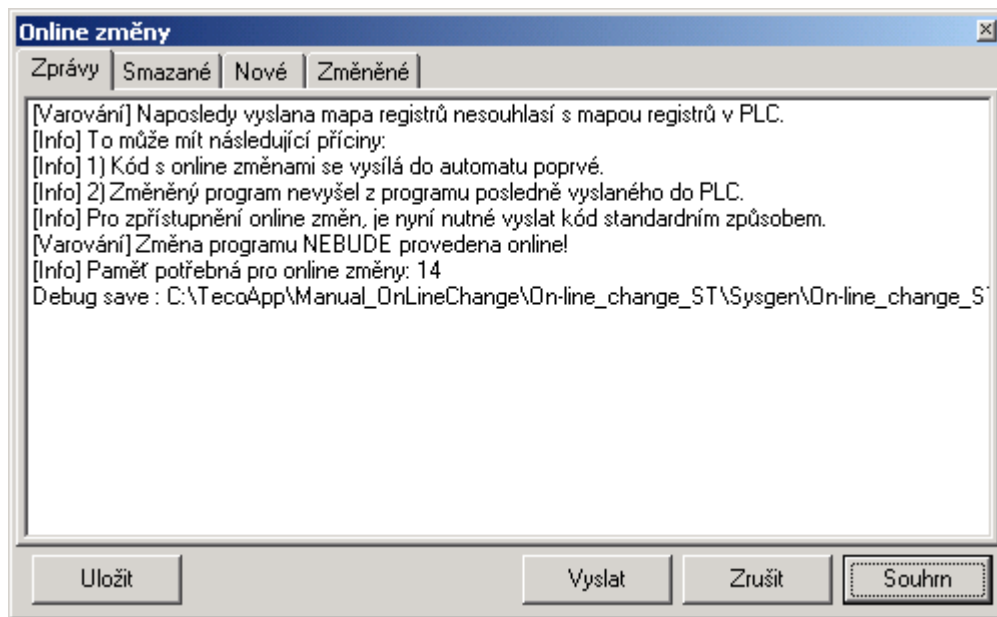 Online změny
Zprávy Smazané Nové Změněné
[Varování] Naposledy vyslana mapa registrů nesouhlasí s mapou registrů v PLC.
[Info] To může mít následující příciny:
[Info] 1) Kód s online změnami se vysílá do automatu poprvé.
[Info] 2) Změněný program nevyšel z programu posledně vyslaného do PLC.
[Info] Pro zpřístupnění online změn, je nyní nutné vyslat kód standardním způsobem.
[Varování] Změna programu NEBUDE provedena online!
[Info] Paměť potřebná pro online změny: 14
Debug save : C:\TecoApp\Manual_OnLineChange\On-line_change_ST\Sysgen\On-line_change_S
Uložit Vyslat Zrušit Souhrn